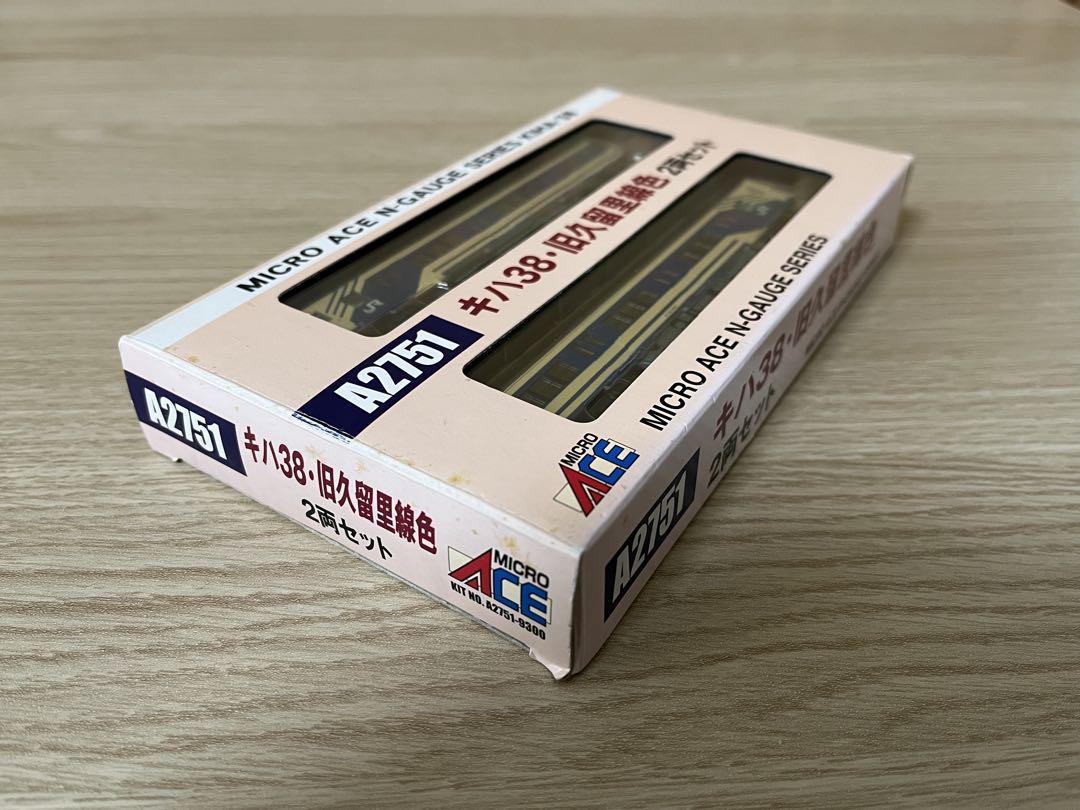 MICRO ACE N-GAUGE SERIES KIHA-38
JR
A2751
キハ38・旧久留里線色 2両セット
MICRO ACE N-GAUGE SERIES
MICRO
ACE
A2751
キハ38・旧久留里線色
2両セット
MICRO
ACE
KIT NO. A2751-9300
A2751
キハ38・旧久留里線色
2両セット